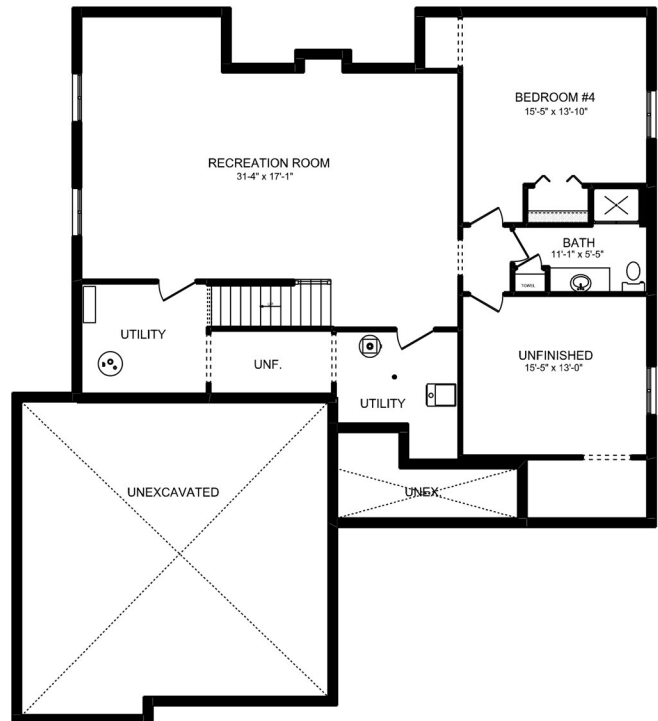 BEDROOM #4
15'-5" x 13'-10"
RECREATION ROOM
31'-4" x 17'-1"
BATH
11'-1" x 5'-5"
TOWEL
UTILITY
UNF.
UNFINISHED
15'-5" x 13'-0"
UTILITY
UNEXCAVATED
UNEX.